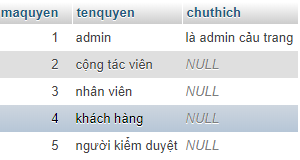 maquyen tenquyen chuthich
1 admin là admin cảu trang
2 cộng tác viên NULL
3 nhân viên NULL
4 khách hàng NULL
5 người kiểm duyệt NULL